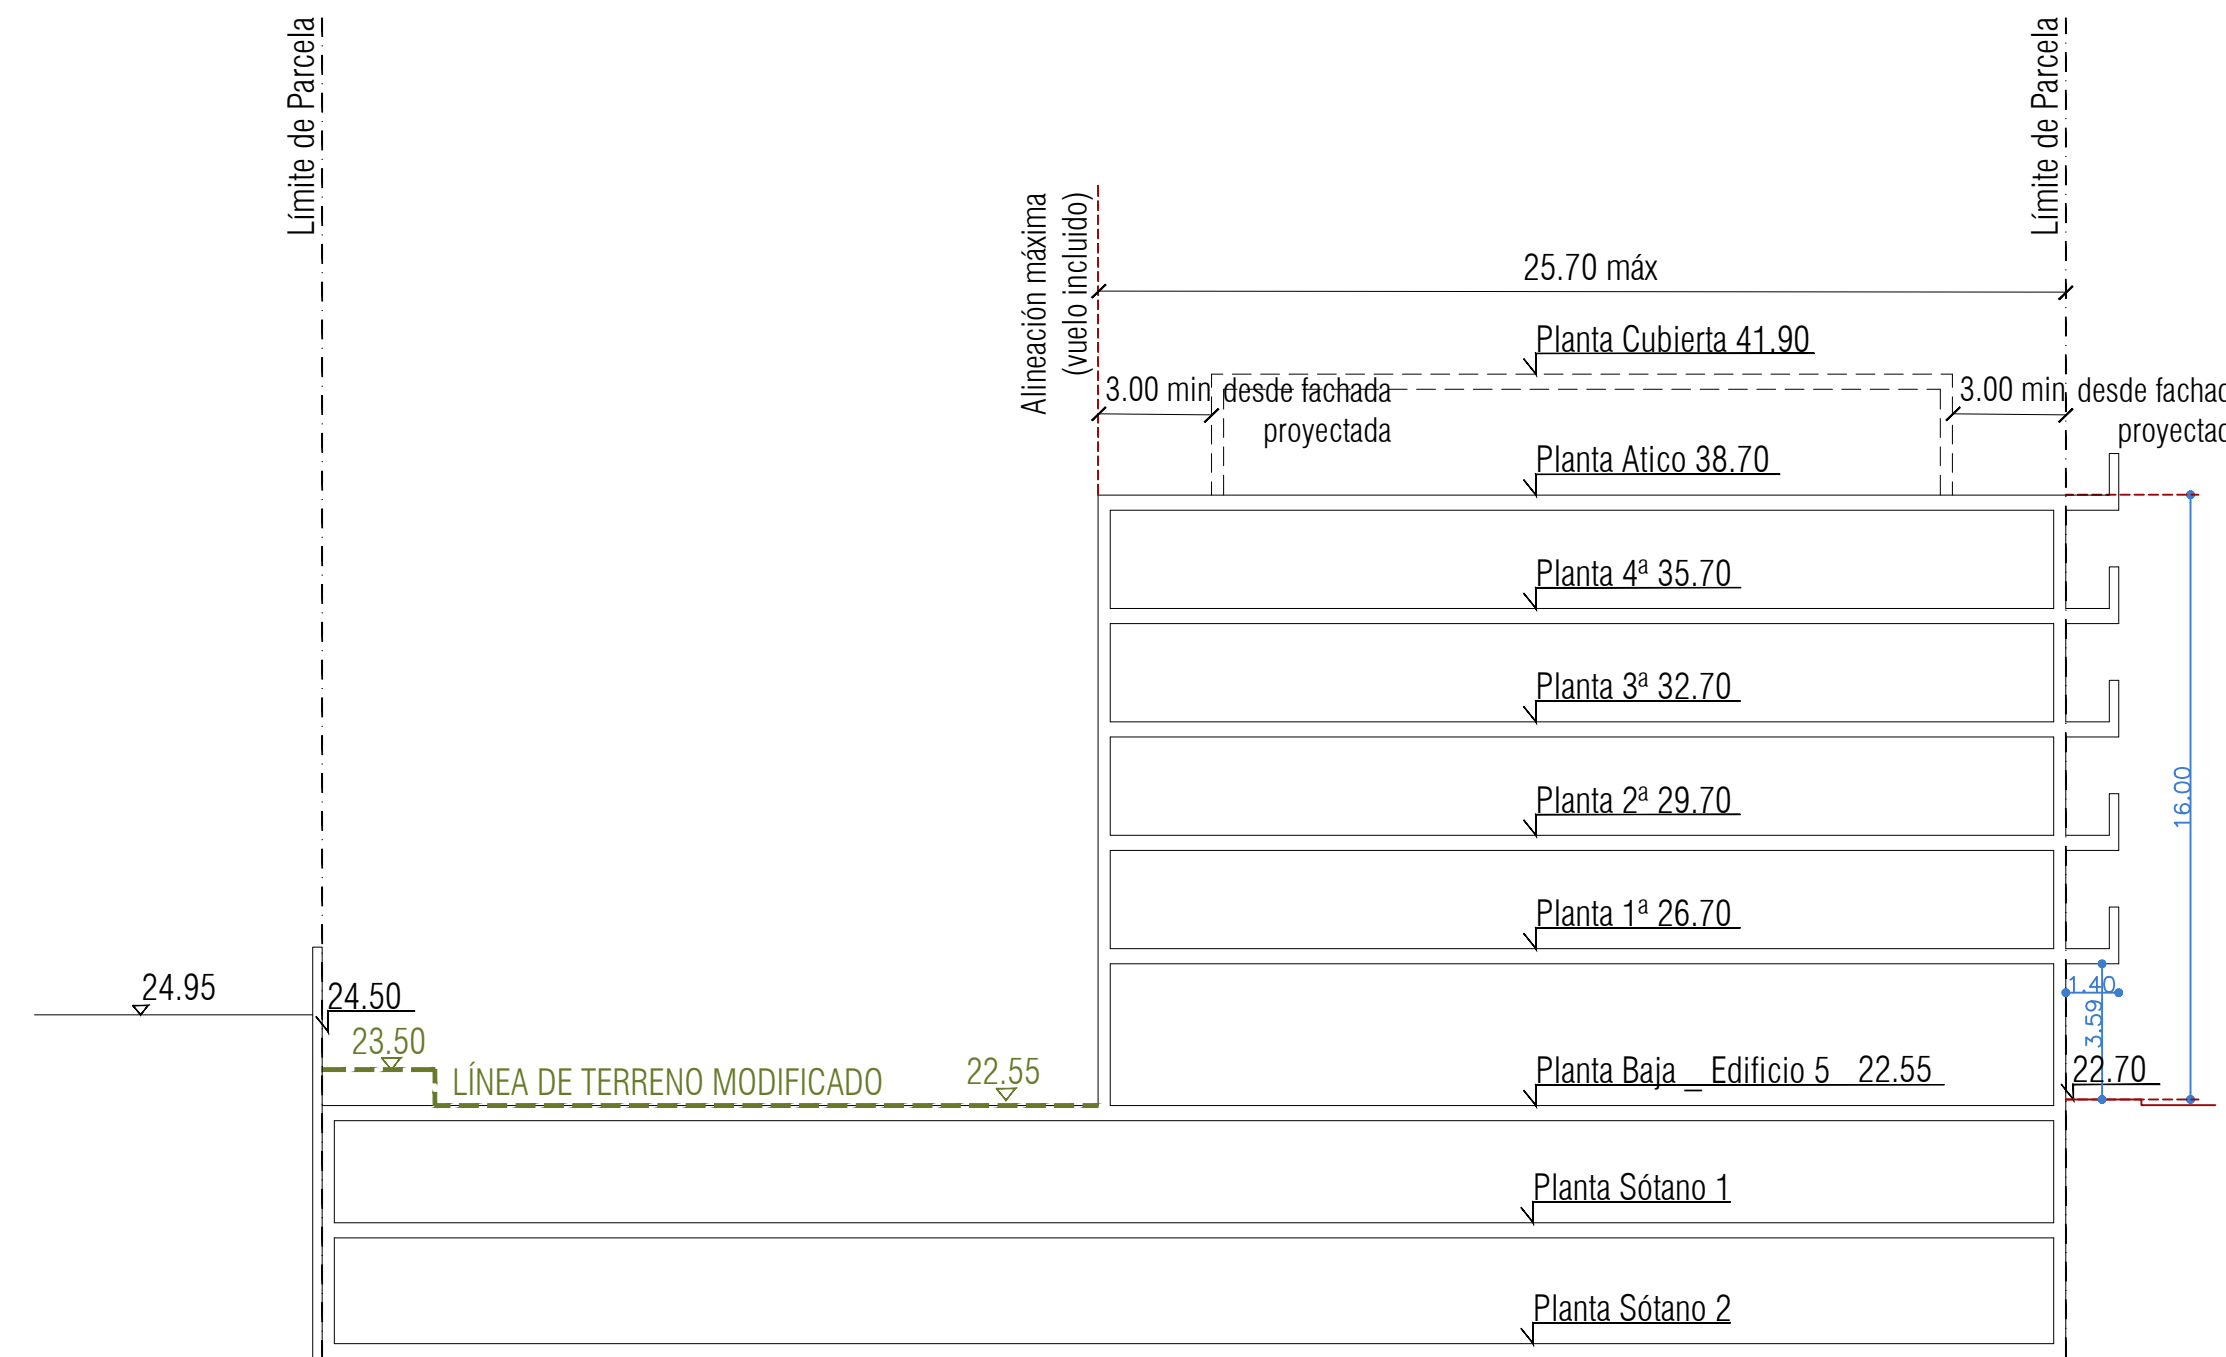 Límite de Parcela
Límite de Parcela
Alineación máxima
(vuelo incluido)
25.70 máx
Planta Cubierta 41.90
3.00 min desde fachada
proyectada
3.00 min desde fachad
proyectad
Planta Atico 38.70
Planta 4ª 35.70
Planta 3ª 32.70
Planta 2ª 29.70
16.00
Planta 1ª 26.70
24.95
24.50
1.40
3.59
23.50
LÍNEA DE TERRENO MODIFICADO
22.55
Planta Baja _ Edificio 5 22.55
22.70
Planta Sótano 1
Planta Sótano 2